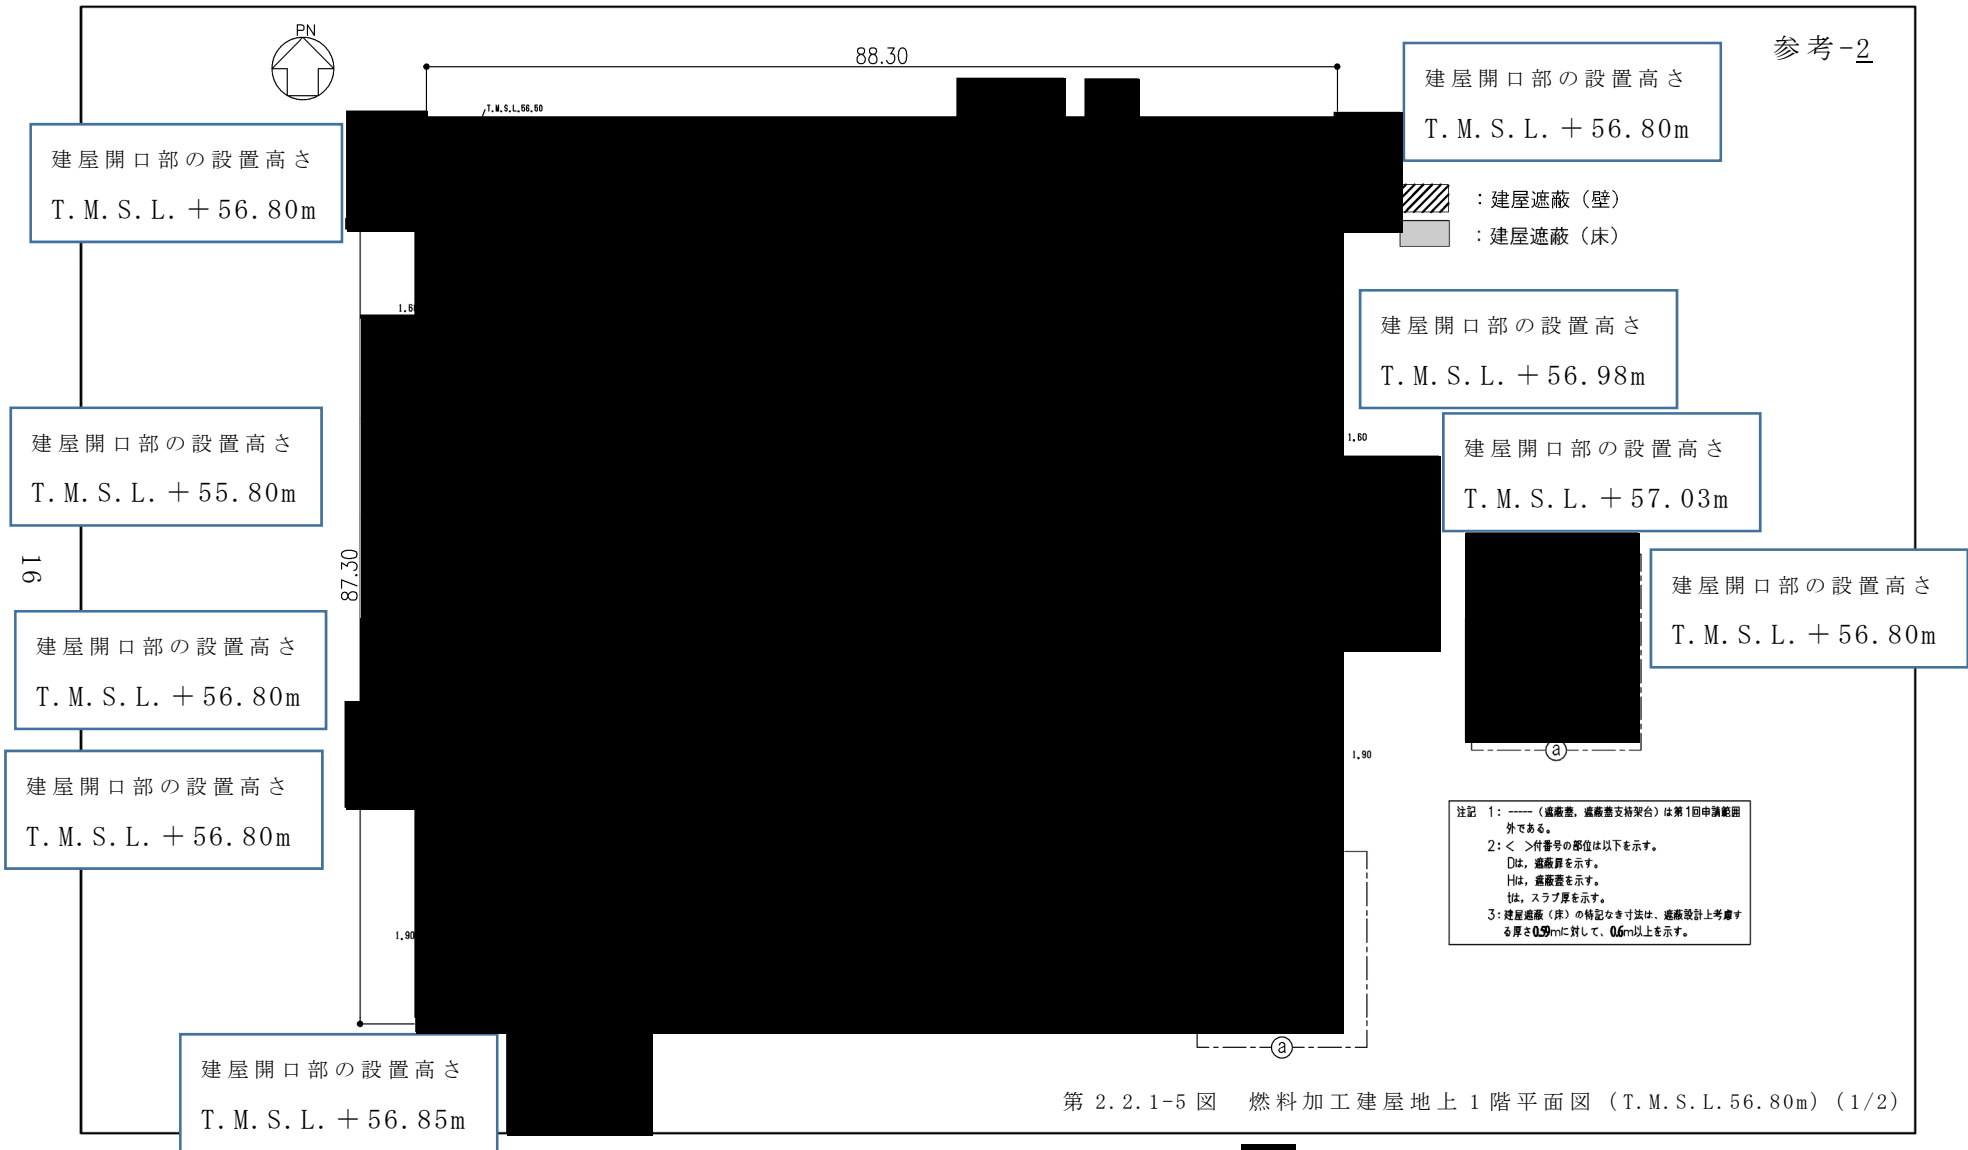 PN
88.30
参考-2
T.M.S.L.56.50
建屋開口部の設置高さ
T.M.S.L.+56.80m
建屋開口部の設置高さ
T.M.S.L.+56.80m
：建屋遮蔽（壁）
：建屋遮蔽（床）
建屋開口部の設置高さ
T.M.S.L.+56.98m
1.60
建屋開口部の設置高さ
T.M.S.L.+55.80m
建屋開口部の設置高さ
T.M.S.L.+57.03m
16
87.30
建屋開口部の設置高さ
T.M.S.L.+56.80m
建屋開口部の設置高さ
T.M.S.L.+56.80m
建屋開口部の設置高さ
T.M.S.L.+56.80m
1.90
a
注記 1：-----（遮蔽蓋，遮蔽蓋支持架台）は第1回申請範囲
外である。
2：< >付番号の部位は以下を示す。
Dは，遮蔽扉を示す。
Hは，遮蔽蓋を示す。
tは，スラブ厚を示す。
3：建屋遮蔽（床）の特記なき寸法は、遮蔽設計上考慮す
る厚さ0.59mに対して、0.6m以上を示す。
1.90
a
建屋開口部の設置高さ
T.M.S.L.+56.85m
第 2.2.1-5 図 燃料加工建屋地上 1 階平面図（T.M.S.L.56.80m）（1/2）